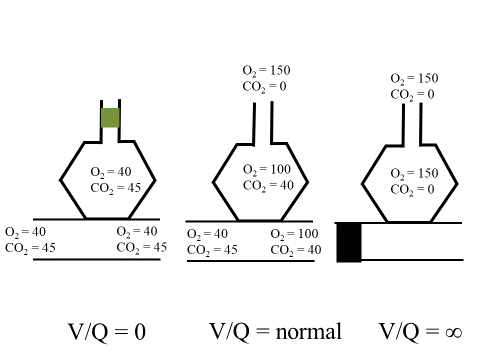 O₂ = 40
CO₂ = 45
O₂ = 40
CO₂ = 45
O₂ = 40
CO₂ = 45
V/Q = 0
O₂ = 150
CO₂ = 0
O₂ = 100
CO₂ = 40
O₂ = 40
CO₂ = 45
O₂ = 100
CO₂ = 40
V/Q = normal
O₂ = 150
CO₂ = 0
O₂ = 150
CO₂ = 0
V/Q = ∞